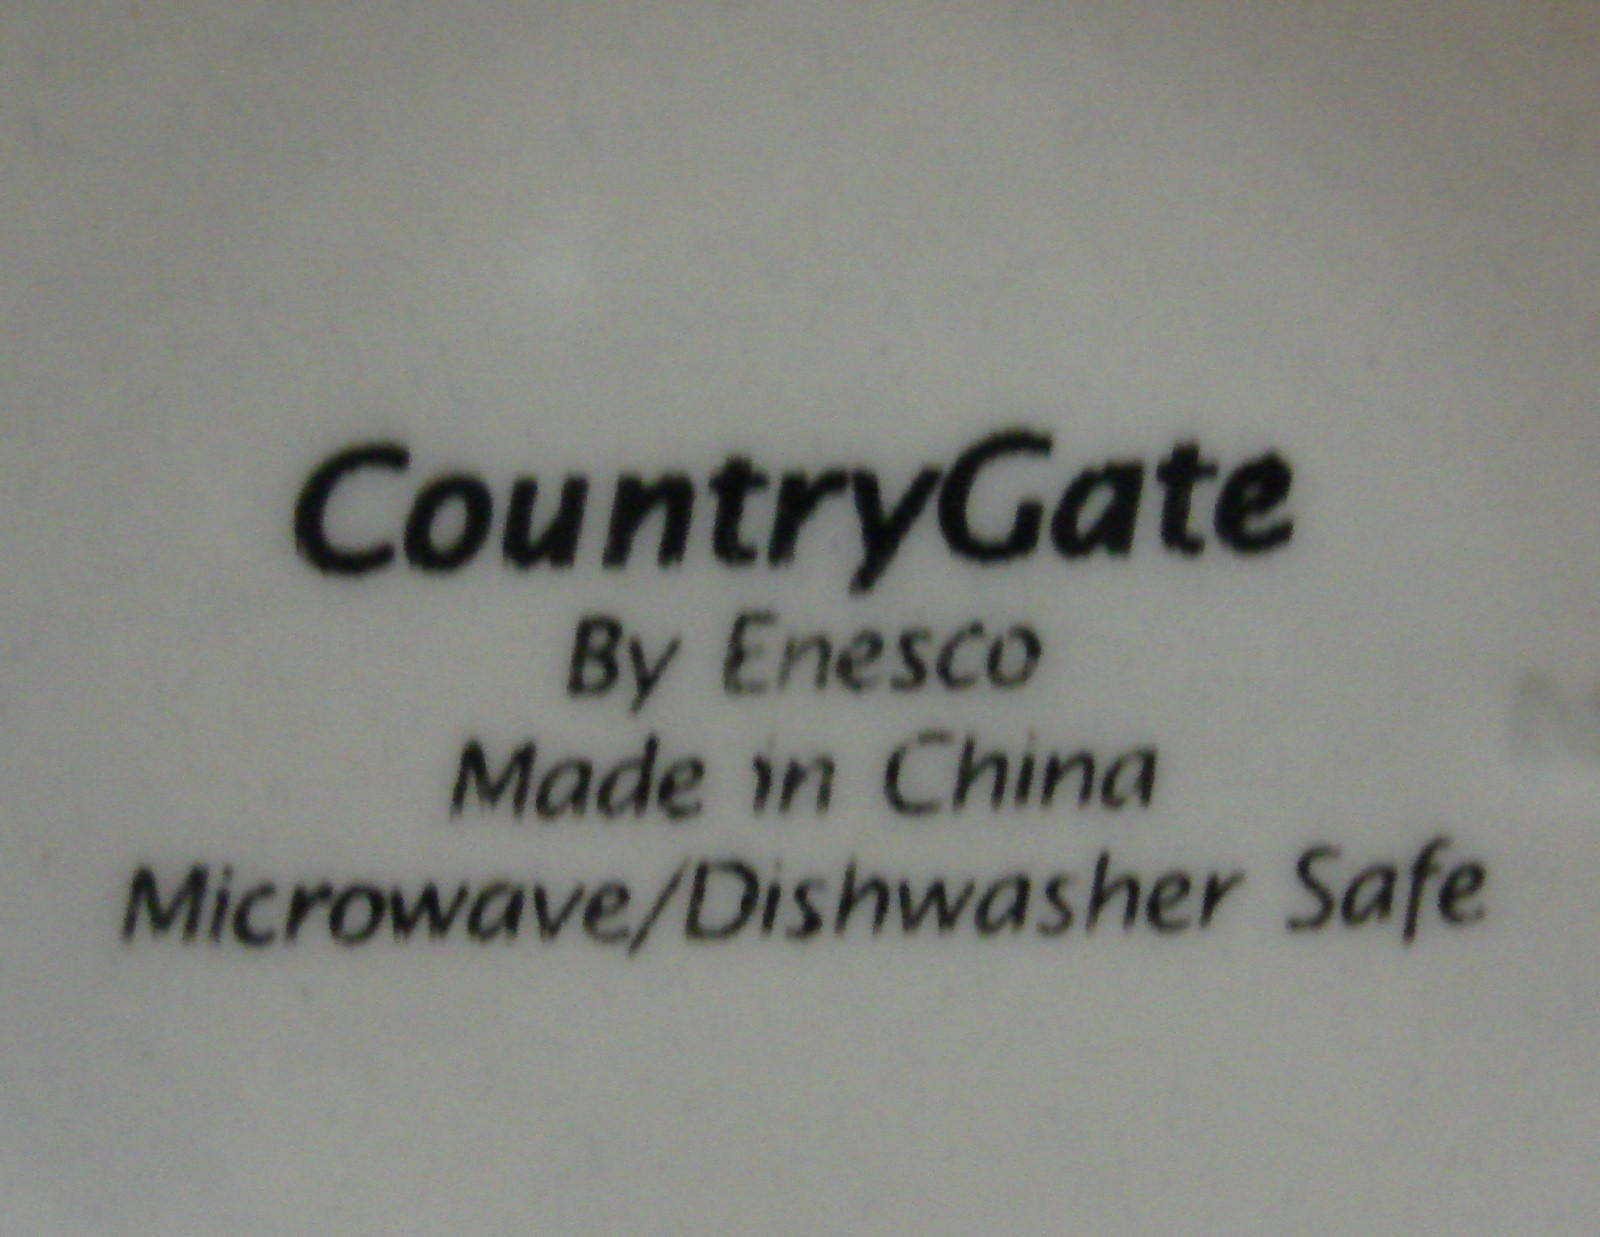 CountryGate
By Enesco
Made in China
Microwave/Dishwasher Safe